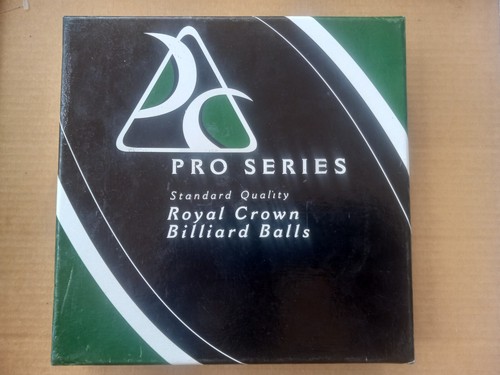 PRO SERIES
Standard Quality
Royal Crown
Billiard Balls